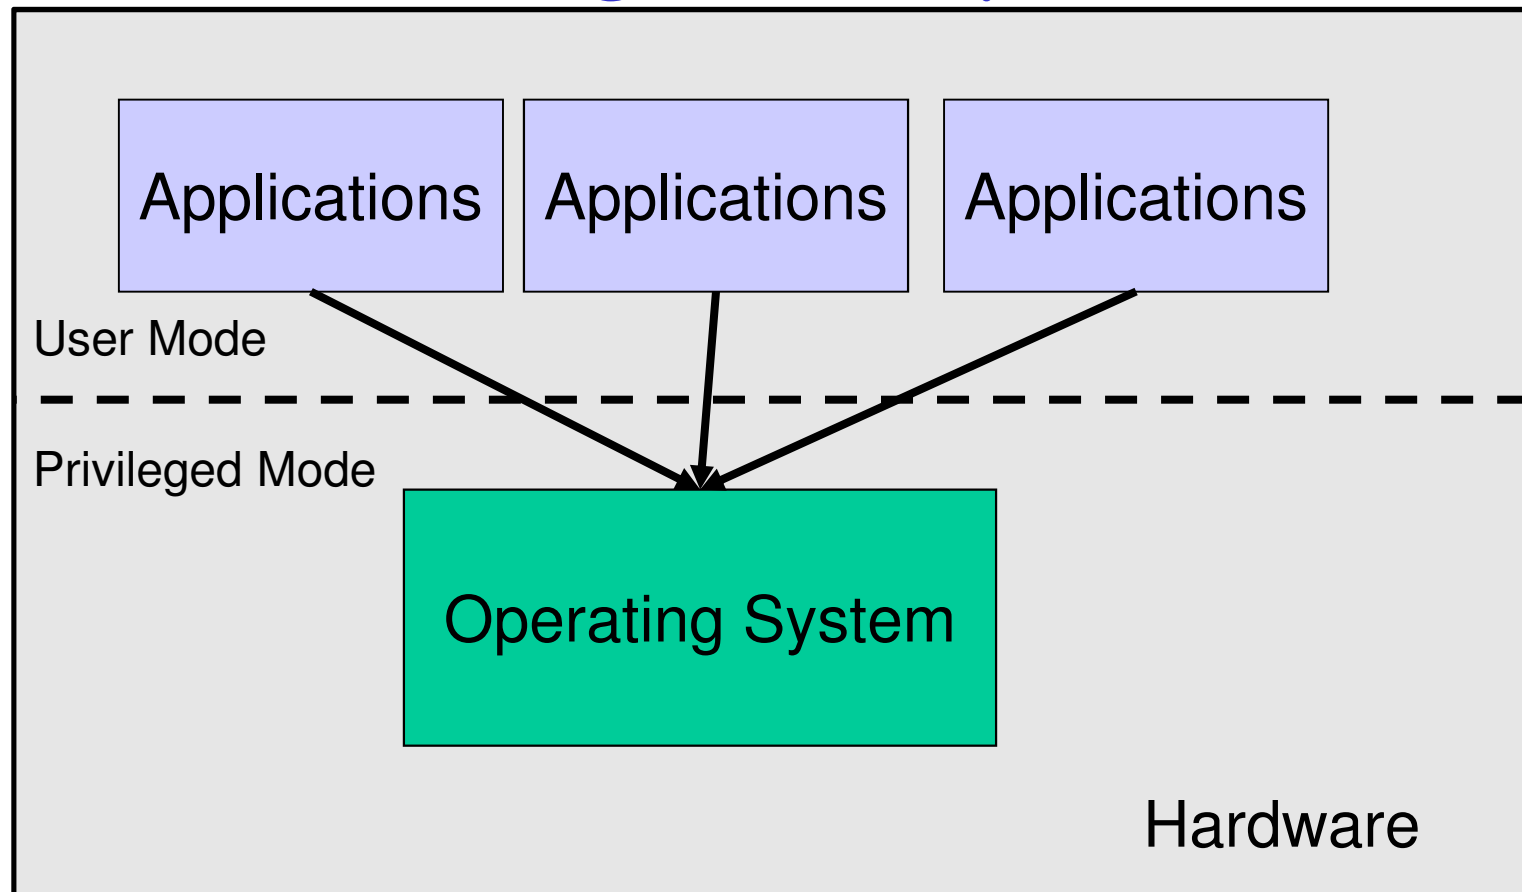 Applications Applications Applications
User Mode
Privileged Mode
Operating System
Hardware